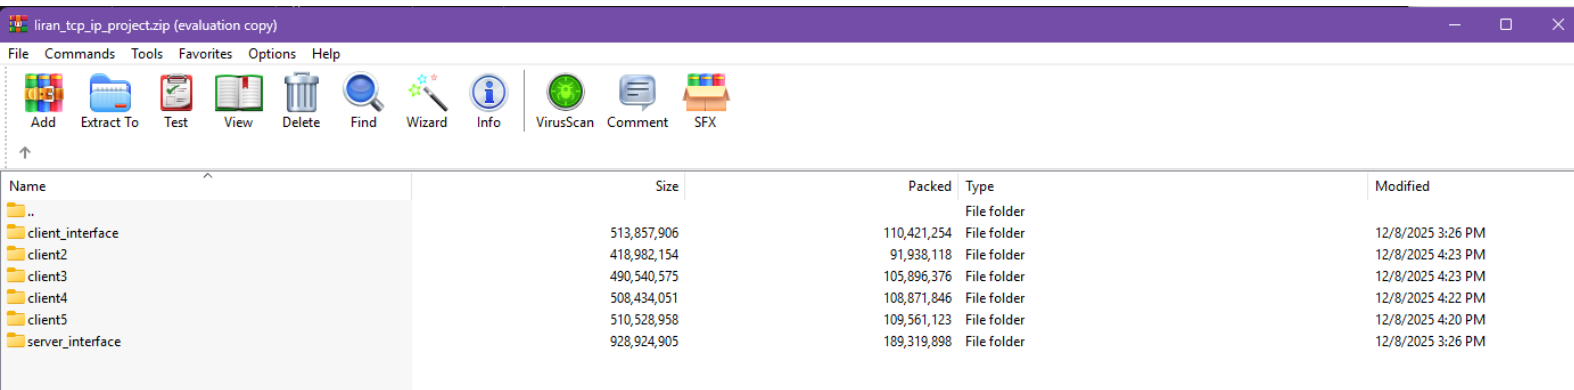 liran_tcp_ip_project.zip (evaluation copy)
File Commands Tools Favorites Options Help
Add Extract To Test View Delete Find Wizard Info VirusScan Comment SFX
Name Size Packed Type Modified
.. File folder
client_interface 513,857,906 110,421,254 File folder 12/8/2025 3:26 PM
client2 418,982,154 91,938,118 File folder 12/8/2025 4:23 PM
client3 490,540,575 105,896,376 File folder 12/8/2025 4:23 PM
client4 508,434,051 108,871,846 File folder 12/8/2025 4:22 PM
client5 510,528,958 109,561,123 File folder 12/8/2025 4:20 PM
server_interface 928,924,905 189,319,898 File folder 12/8/2025 3:26 PM